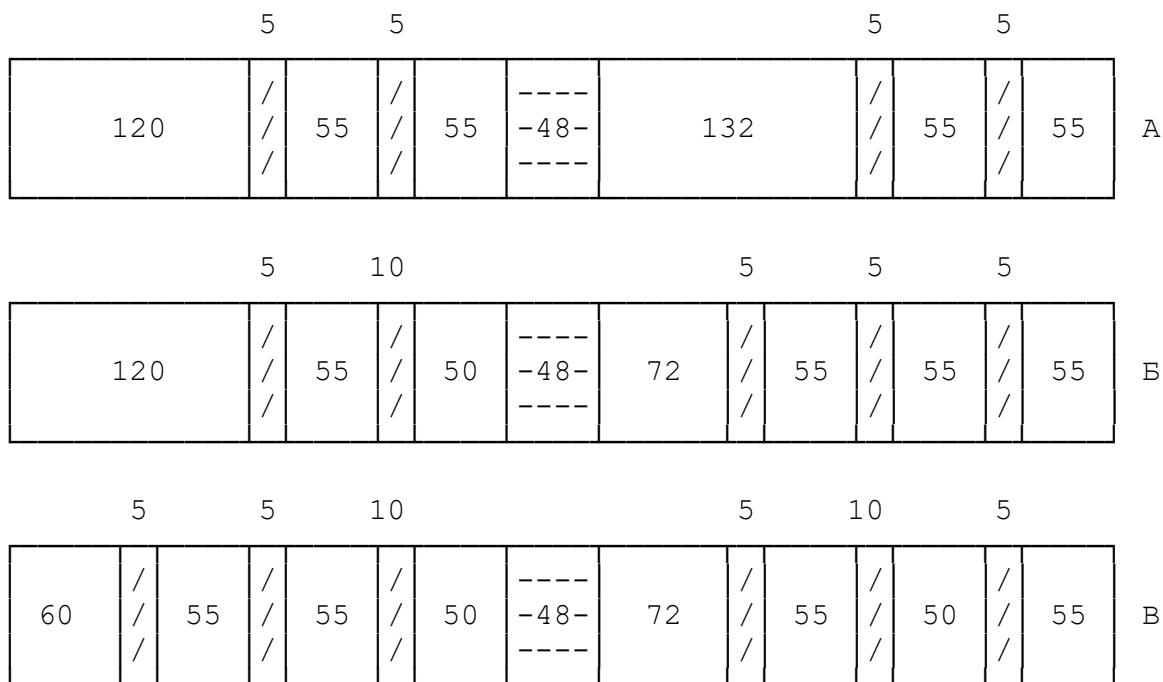 5 5 5 5
/ / ---- / /
120 / 55 / 55 -48- 132 / 55 / 55 А
/ / ---- / /
5 10 5 5 5
/ / ---- / / /
120 / 55 / 50 -48- 72 / 55 / 55 / 55 Б
/ / ---- / / /
5 5 10 5 10 5
/ / / ---- / / /
60 / 55 / 55 / 50 -48- 72 / 55 / 50 / 55 В
/ / / ---- / / /